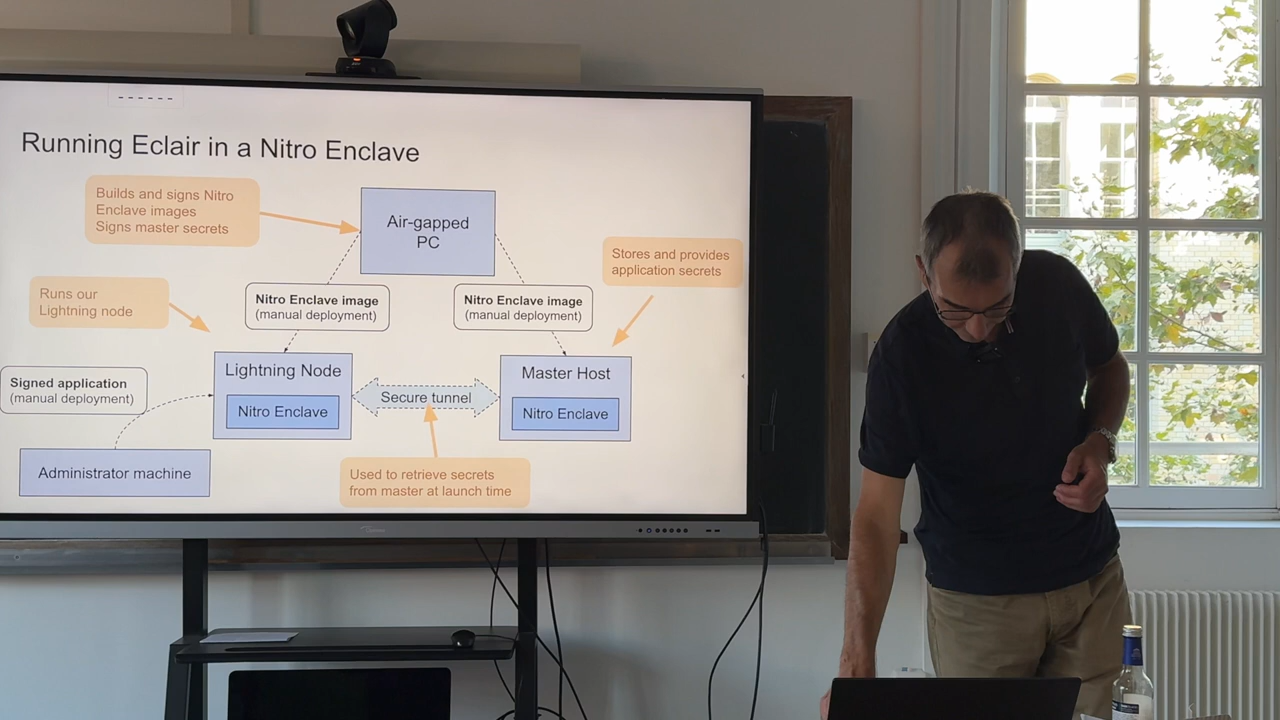 Running Eclair in a Nitro Enclave
Builds and signs Nitro
Enclave images
Signs master secrets
Air-gapped
PC
Stores and provides
application secrets
Runs our
Lightning node
Nitro Enclave image
(manual deployment)
Nitro Enclave image
(manual deployment)
Signed application
(manual deployment)
Lightning Node
Nitro Enclave
Secure tunnel
Master Host
Nitro Enclave
Administrator machine
Used to retrieve secrets
from master at launch time